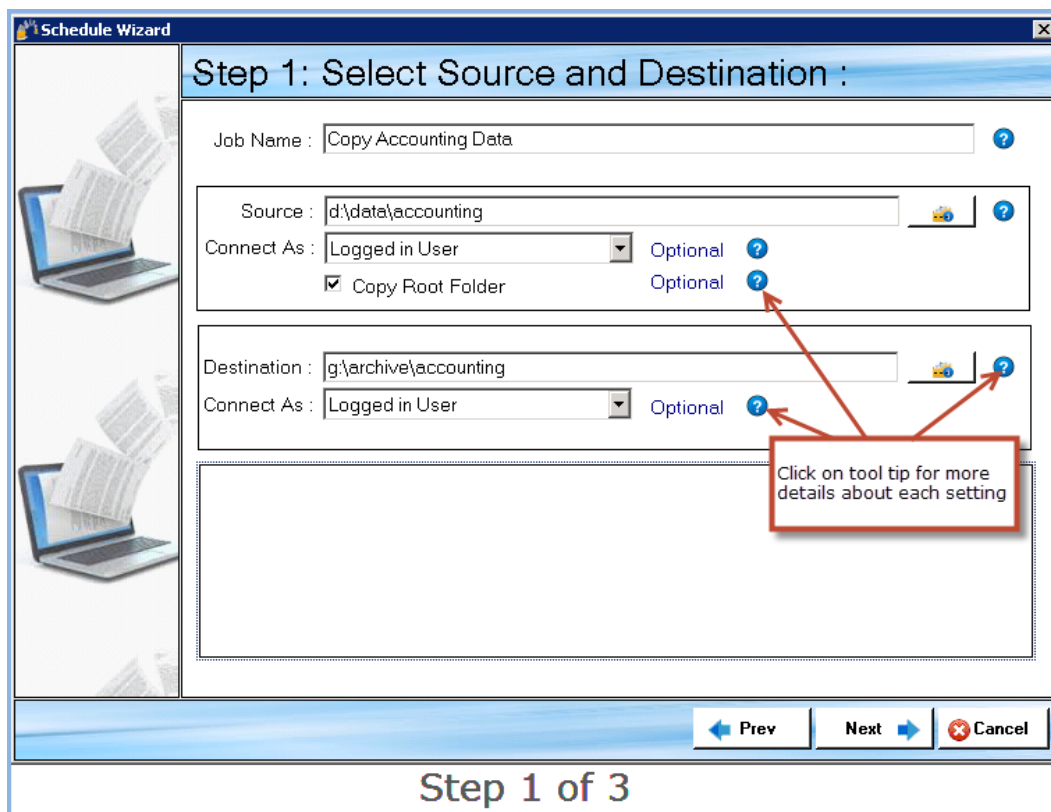 Schedule Wizard
Step 1: Select Source and Destination :
Job Name : Copy Accounting Data
Source : d:\data\accounting
Connect As : Logged in User Optional
Copy Root Folder Optional
Destination : g:\archive\accounting
Connect As : Logged in User Optional
Click on tool tip for more
details about each setting
Prev Next Cancel
Step 1 of 3